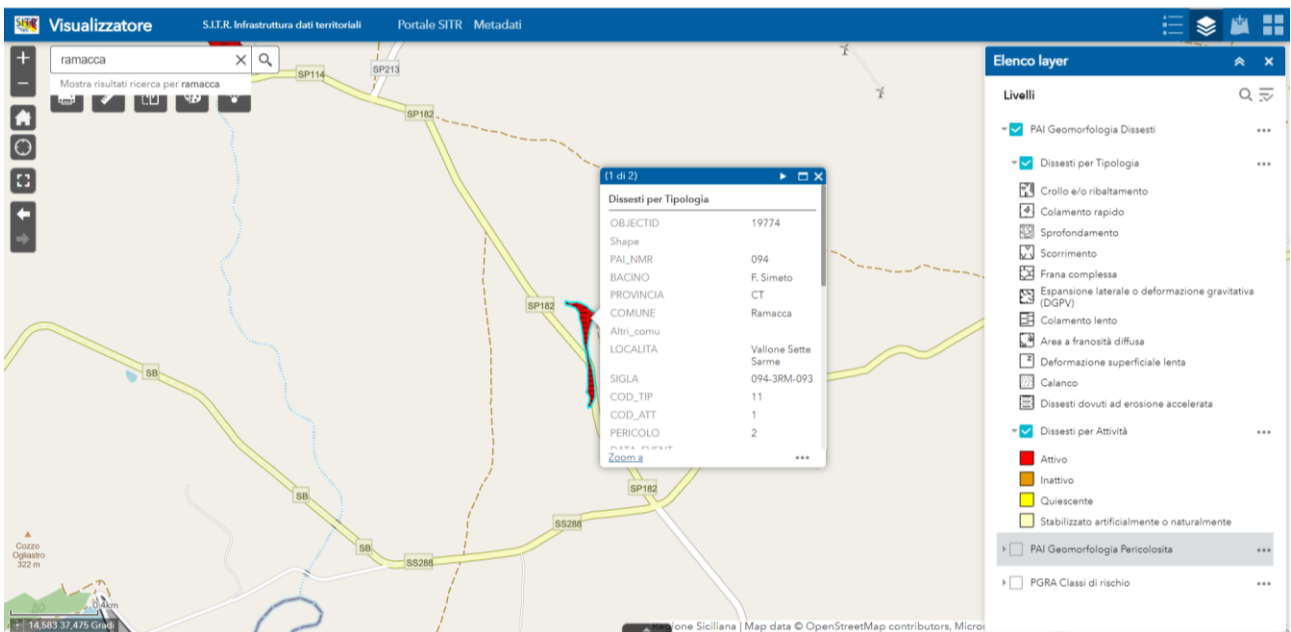 SITR Visualizzatore S.I.T.R. Infrastruttura dati territoriali Portale SITR Metadati
ramacca
Mostra risultati ricerca per ramacca
SP114
SP213
SP182
SP182
SB
SB
SP182
SS288
SB
SS288
Cozzo
Ogliastro
322 m
0,4km
14,583 37,475 Gradi
(1 di 2)
Dissesti per Tipologia
OBJECTID 19774
Shape
PAI_NMR 094
BACINO F. Simeto
PROVINCIA CT
COMUNE Ramacca
Altri_comu
LOCALITA Vallone Sette
Sarme
SIGLA 094-3RM-093
COD_TIP 11
COD_ATT 1
PERICOLO 2
DATA_EVENT
Zoom a
Elenco layer
Livelli
PAI Geomorfologia Dissesti
Dissesti per Tipologia
Crollo e/o ribaltamento
Colamento rapido
Sprofondamento
Scorrimento
Frana complessa
Espansione laterale o deformazione gravitativa
(DGPV)
Colamento lento
Area a franosità diffusa
Deformazione superficiale lenta
Calanco
Dissesti dovuti ad erosione accelerata
Dissesti per Attività
Attivo
Inattivo
Quiescente
Stabilizzato artificialmente o naturalmente
PAI Geomorfologia Pericolosita
PGRA Classi di rischio
Regione Siciliana | Map data © OpenStreetMap contributors, Micros